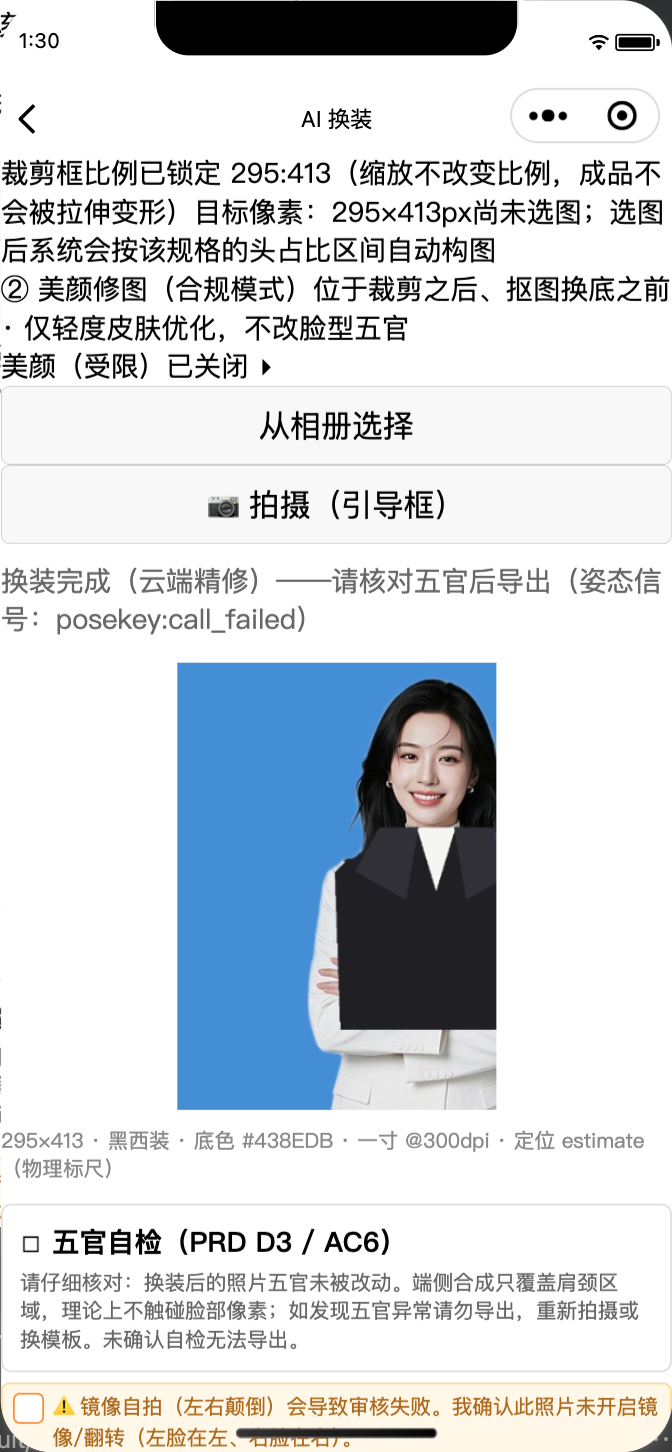 1:30
AI 换装
裁剪框比例已锁定 295:413（缩放不改变比例，成品不
会被拉伸变形）目标像素：295×413px尚未选图；选图
后系统会按该规格的头占比区间自动构图
② 美颜修图（合规模式）位于裁剪之后、抠图换底之前
· 仅轻度皮肤优化，不改脸型五官
美颜（受限）已关闭 ▸
从相册选择
📷 拍摄（引导框）
换装完成（云端精修）——请核对五官后导出（姿态信
号：posekey:call_failed）
295×413 · 黑西装 · 底色 #438EDB · 一寸 @300dpi · 定位 estimate
（物理标尺）
☐ 五官自检（PRD D3 / AC6）
请仔细核对：换装后的照片五官未被改动。端侧合成只覆盖肩颈区
域，理论上不触碰脸部像素；如发现五官异常请勿导出，重新拍摄或
换模板。未确认自检无法导出。
⚠️ 镜像自拍（左右颠倒）会导致审核失败。我确认此照片未开启镜
像/翻转（左脸在左、右脸在右）。